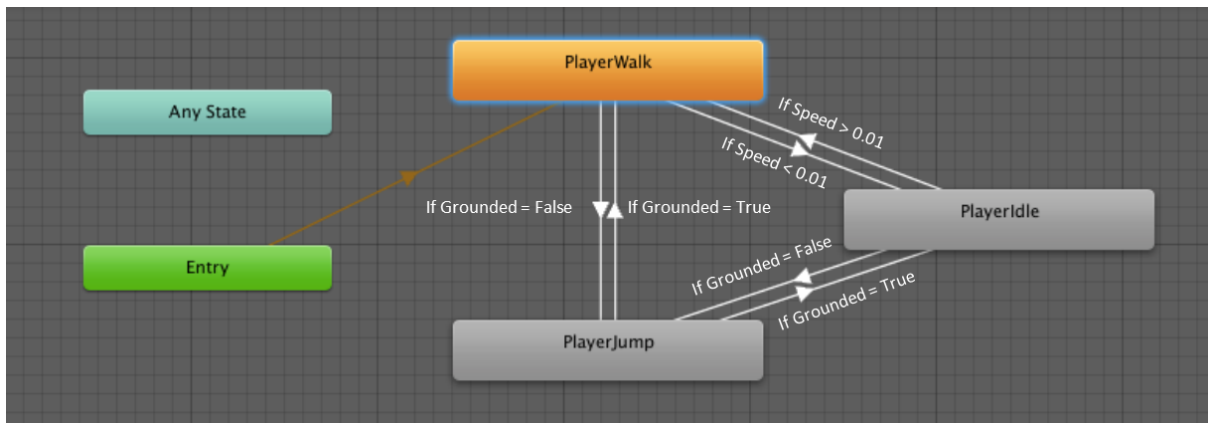 PlayerWalk
Any State
If Speed > 0.01
If Speed < 0.01
If Grounded = False
If Grounded = True
PlayerIdle
If Grounded = False
Entry
If Grounded = True
PlayerJump